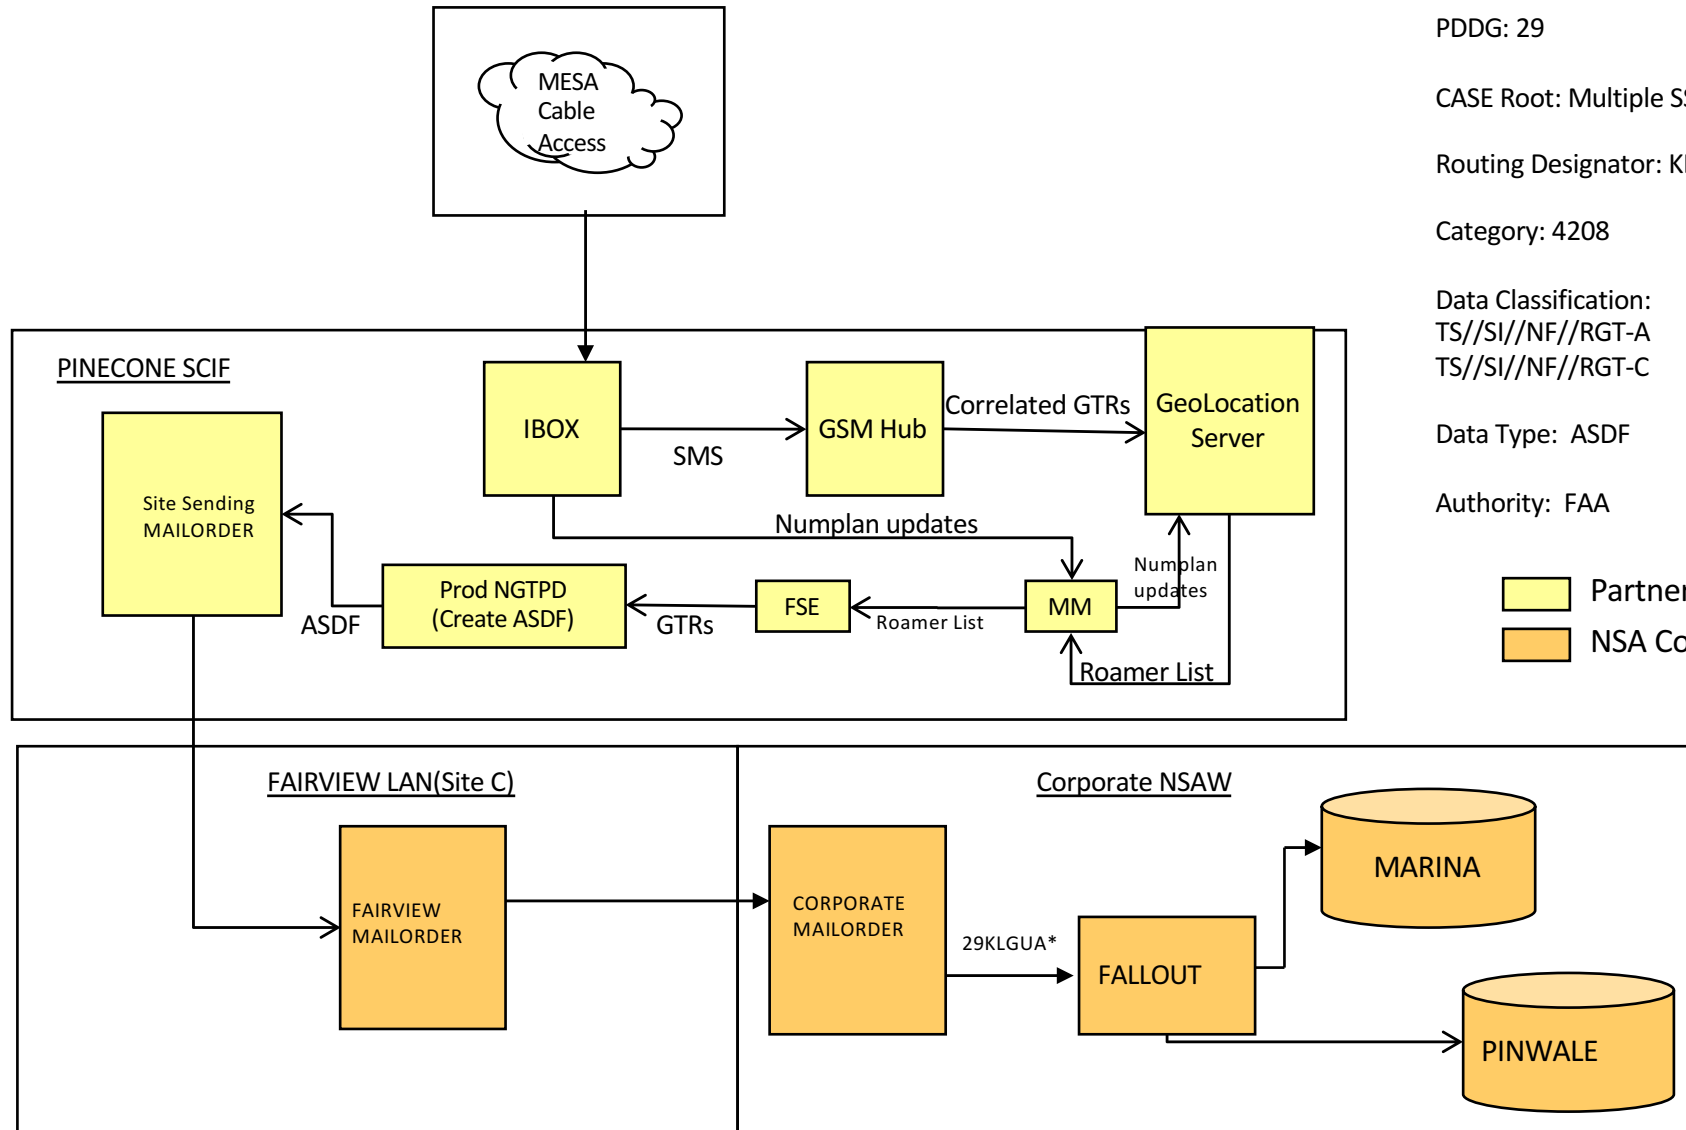 MESA
Cable
Access
PDDG: 29
CASE Root: Multiple
Routing Designator:
Category: 4208
Data Classification:
TS//SI//NF//RGT-A
TS//SI//NF//RGT-C
Data Type: ASDF
Authority: FAA
Partner
NSA
PINECONE SCIF
IBOX
SMS
GSM Hub
Correlated GTRs
GeoLocation
Server
Site Sending
MAILORDER
Numplan updates
Numplan
updates
Prod NGTPD
(Create ASDF)
ASDF
GTRs
FSE
Roamer List
MM
Roamer List
FAIRVIEW LAN(Site C)
FAIRVIEW
MAILORDER
Corporate NSAW
CORPORATE
MAILORDER
29KLGUA*
FALLOUT
MARINA
PINWALE